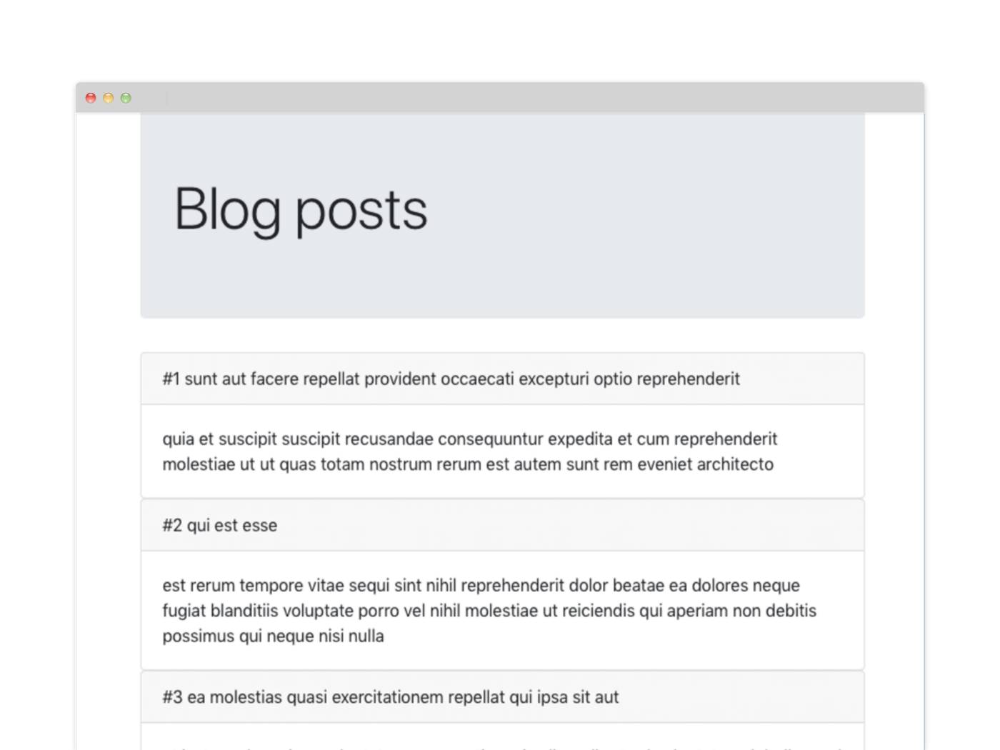 Blog posts
#1 sunt aut facere repellat provident occaecati excepturi optio reprehenderit
quia et suscipit suscipit recusandae consequuntur expedita et cum reprehenderit
molestiae ut ut quas totam nostrum rerum est autem sunt rem eveniet architecto
#2 qui est esse
est rerum tempore vitae sequi sint nihil reprehenderit dolor beatae ea dolores neque
fugiat blanditiis voluptate porro vel nihil molestiae ut reiciendis qui aperiam non debitis
possimus qui neque nisi nulla
#3 ea molestias quasi exercitationem repellat qui ipsa sit aut